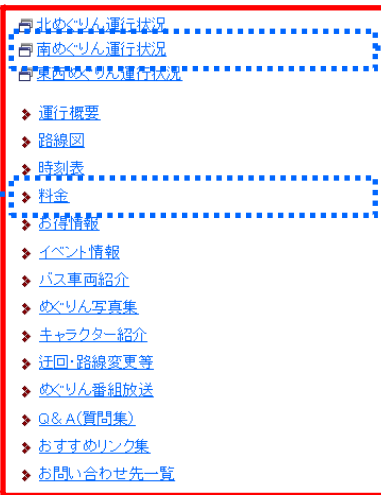 北めぐりん運行状況
南めぐりん運行状況
東西めぐりん運行状況
運行概要
路線図
時刻表
料金
お得情報
イベント情報
バス車両紹介
めぐりん写真集
キャラクター紹介
迂回・路線変更等
めぐりん番組放送
Q&A(質問集)
おすすめリンク集
お問い合わせ先一覧